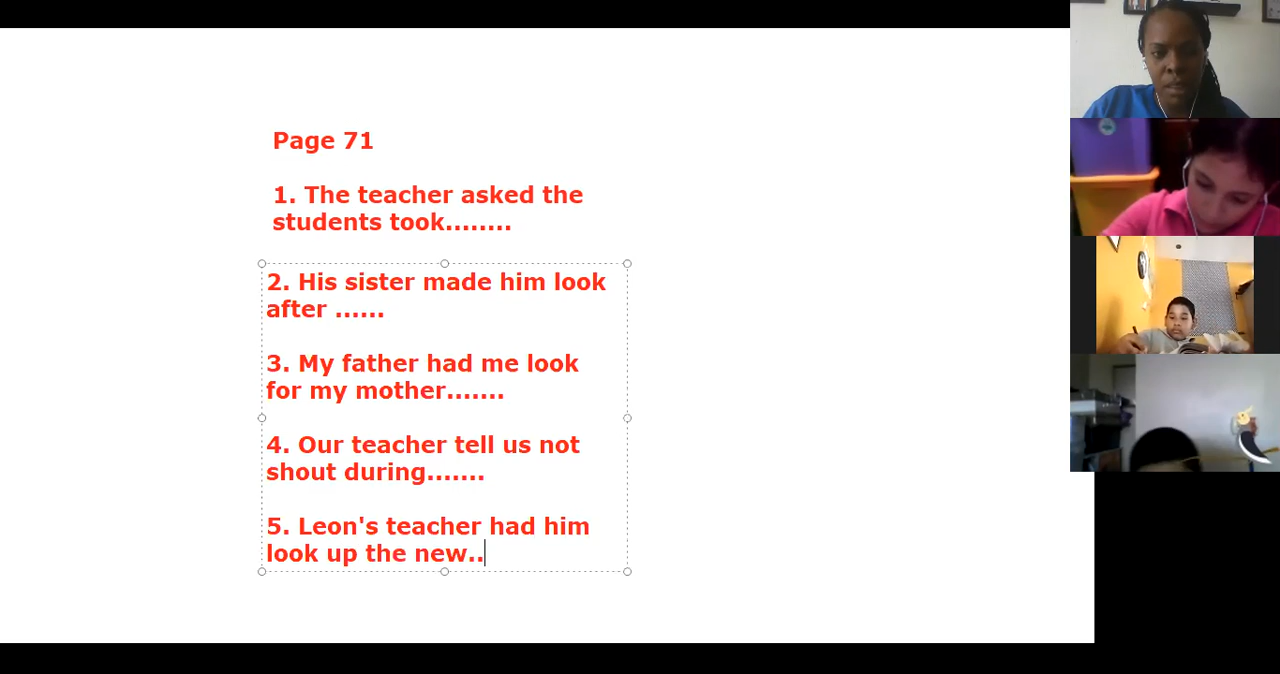 Page 71
1. The teacher asked the
students took........
2. His sister made him look
after ......
3. My father had me look
for my mother.......
4. Our teacher tell us not
shout during.......
5. Leon's teacher had him
look up the new..